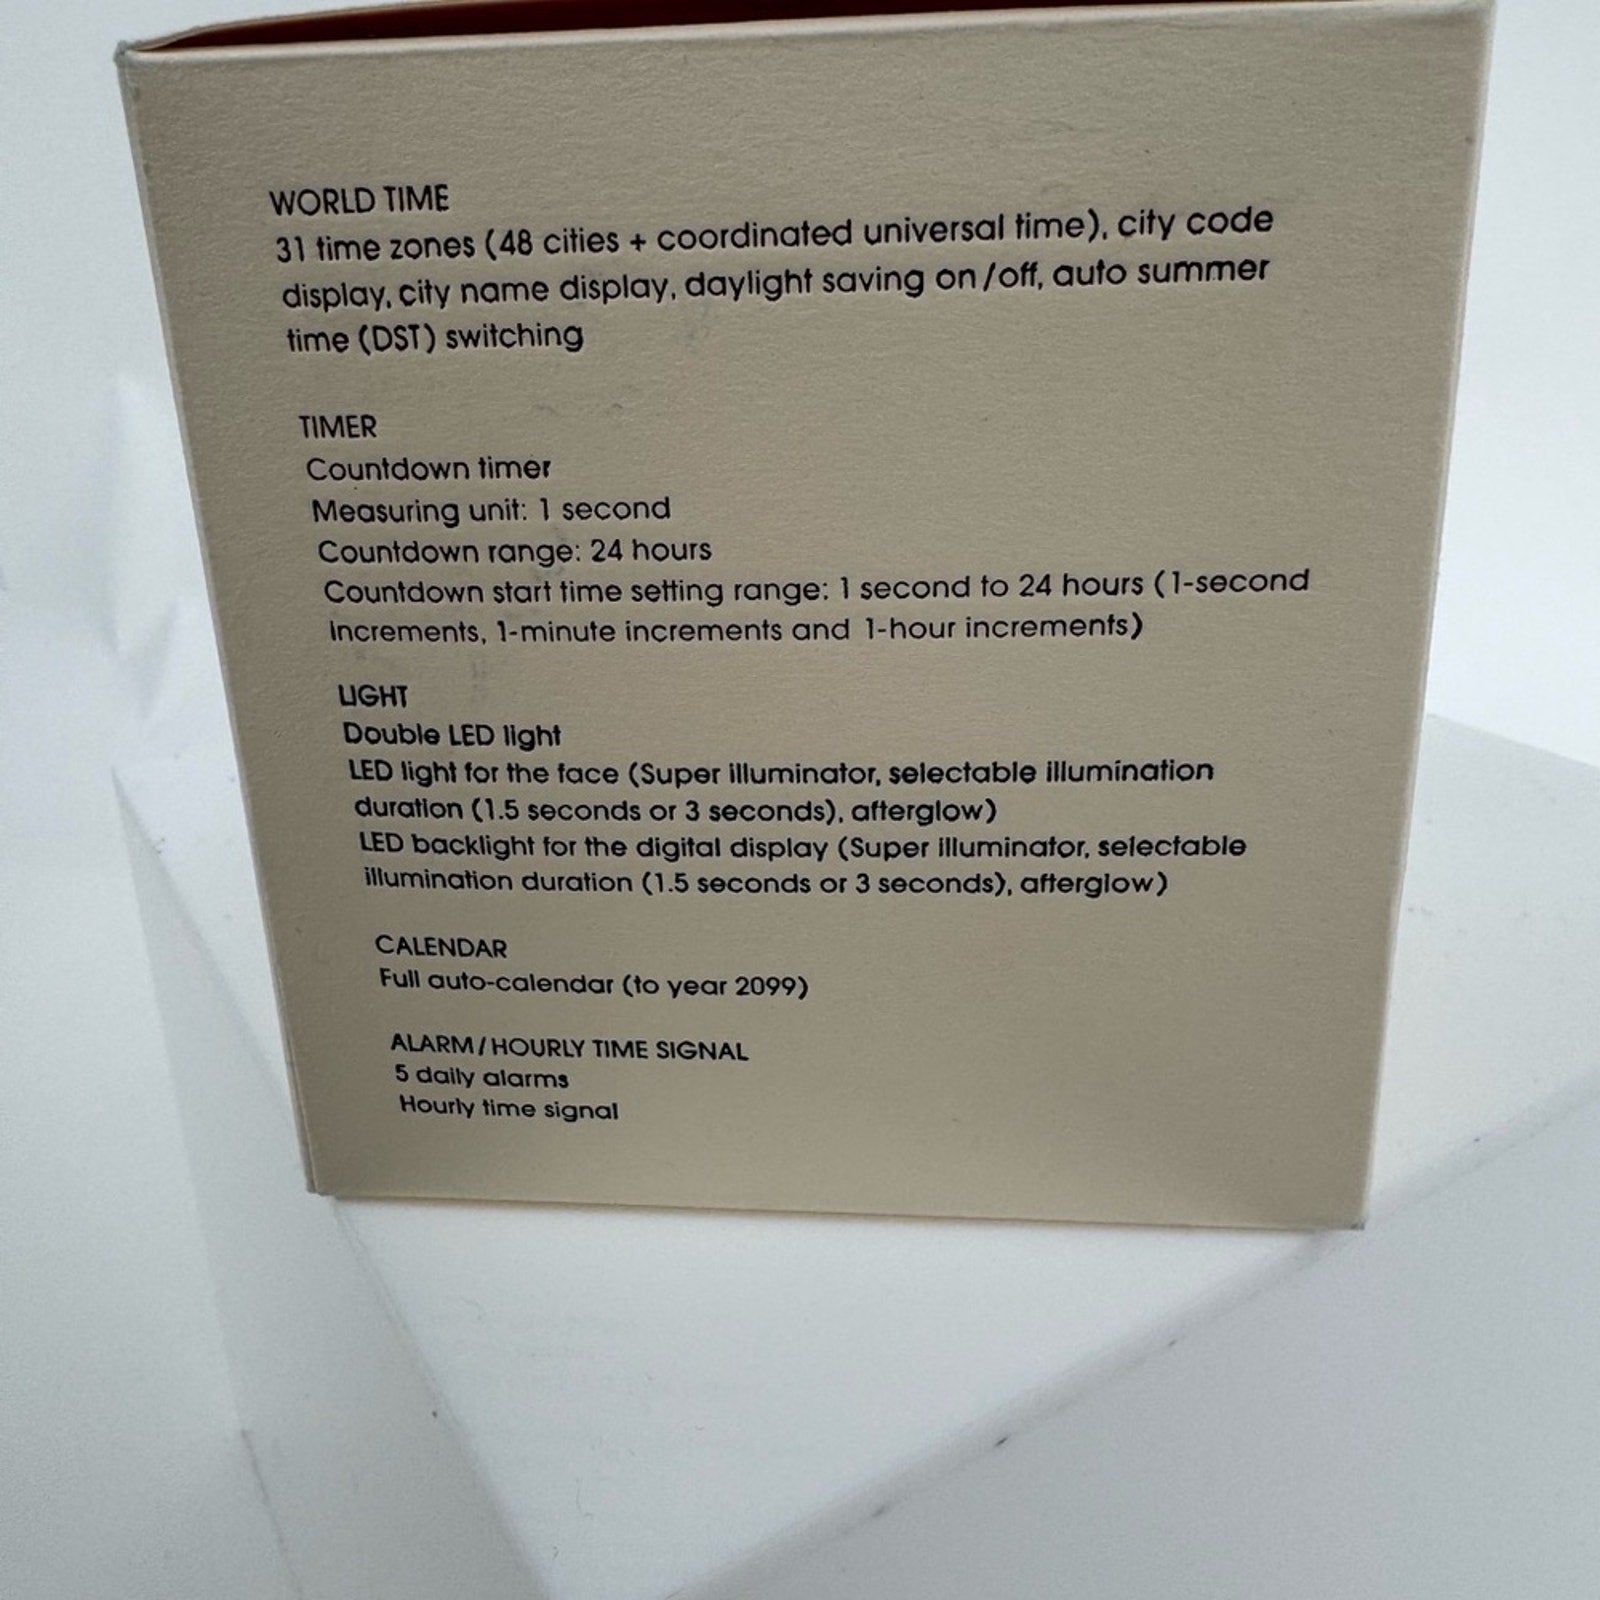 WORLD TIME
31 time zones (48 cities + coordinated universal time), city code
display, city name display, daylight saving on/off, auto summer
time (DST) switching
TIMER
Countdown timer
Measuring unit: 1 second
Countdown range: 24 hours
Countdown start time setting range: 1 second to 24 hours (1-second
increments, 1-minute increments and 1-hour increments)
LIGHT
Double LED light
LED light for the face (Super illuminator, selectable illumination
duration (1.5 seconds or 3 seconds), afterglow)
LED backlight for the digital display (Super illuminator, selectable
illumination duration (1.5 seconds or 3 seconds), afterglow)
CALENDAR
Full auto-calendar (to year 2099)
ALARM/HOURLY TIME SIGNAL
5 daily alarms
Hourly time signal